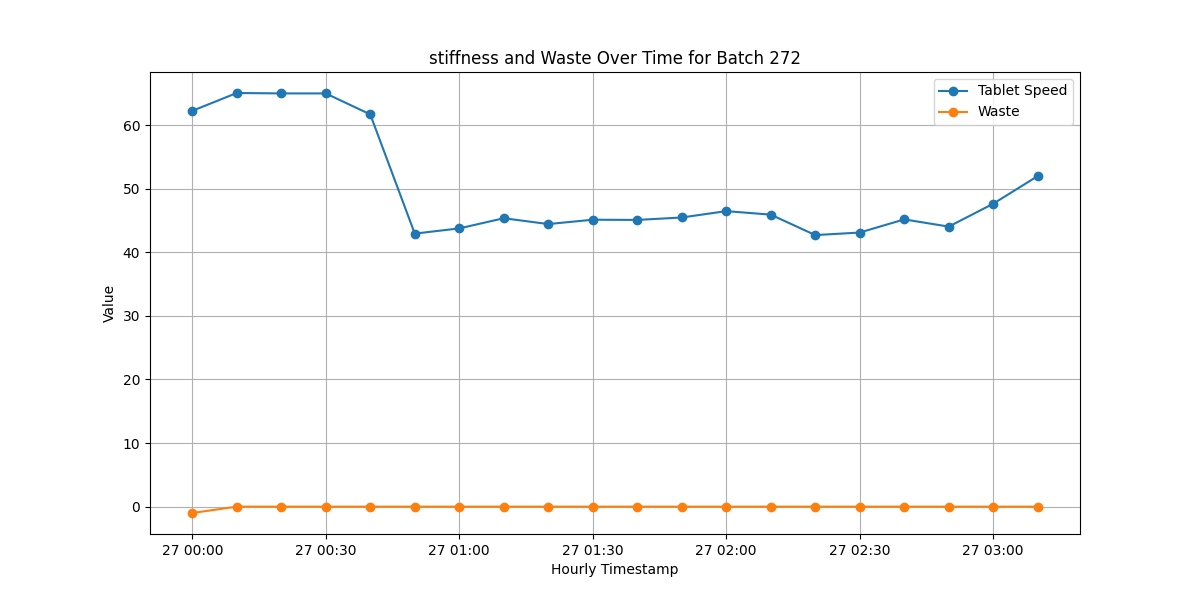 stiffness and Waste Over Time for Batch 272
Tablet Speed
Waste
Value
60
50
40
30
20
10
0
27 00:00 27 00:30 27 01:00 27 01:30 27 02:00 27 02:30 27 03:00
Hourly Timestamp